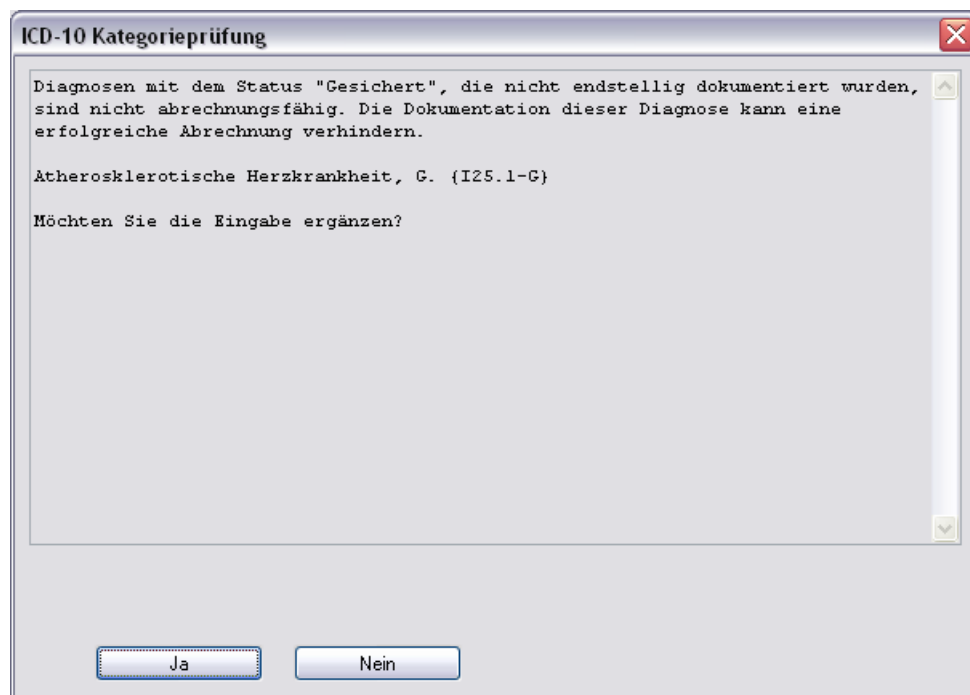 ICD-10 Kategorieprüfung
Diagnosen mit dem Status "Gesichert", die nicht endstellig dokumentiert wurden,
sind nicht abrechnungsfähig. Die Dokumentation dieser Diagnose kann eine
erfolgreiche Abrechnung verhindern.
Atherosklerotische Herzkrankheit, G. {I25.1-G}
Möchten Sie die Eingabe ergänzen?
Ja
Nein